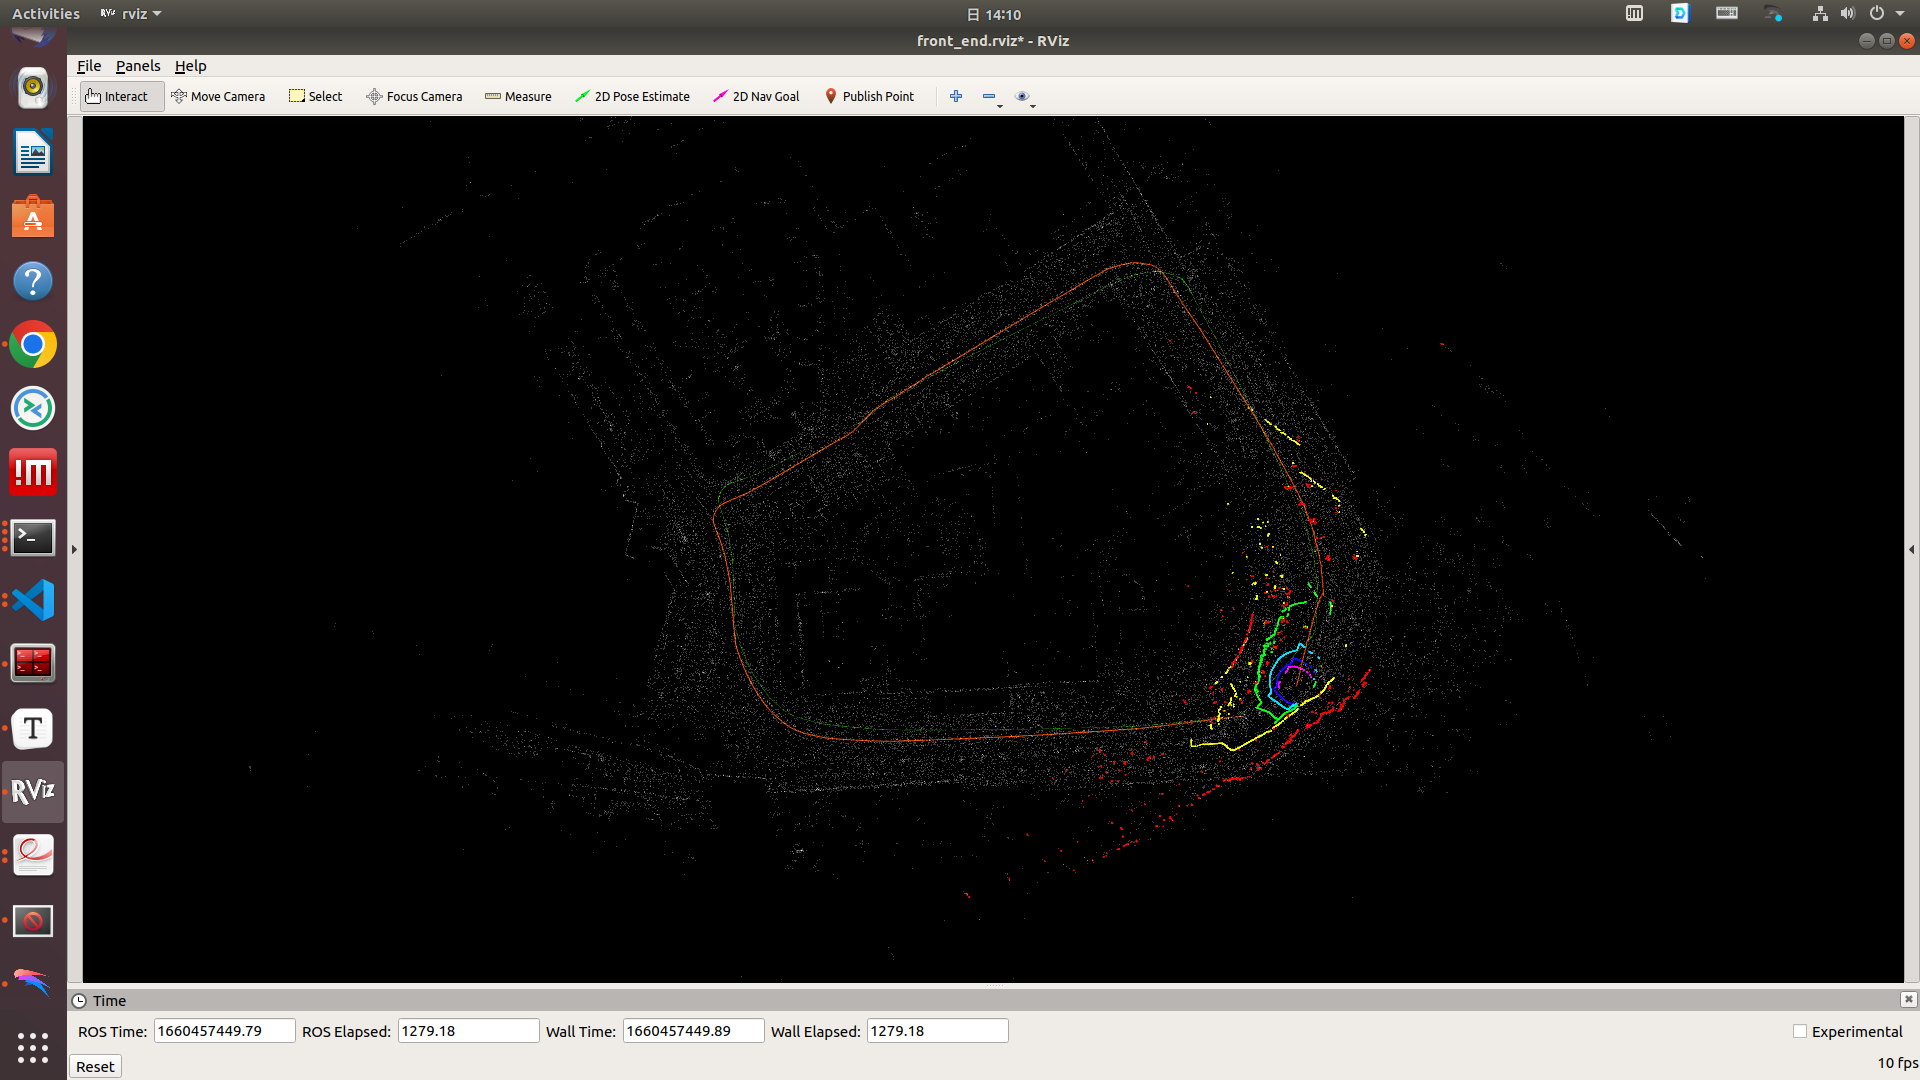 Activities
RViz
rviz
日 14:10
D
front_end.rviz* - RViz
File
Panels
Help
Interact
Move Camera
Select
Focus Camera
Measure
2D Pose Estimate
2D Nav Goal
Publish Point
A
?
!M
>_
T
RViz
Time
ROS Time:
1660457449.79
ROS Elapsed:
1279.18
Wall Time:
1660457449.89
Wall Elapsed:
1279.18
Experimental
Reset
10 fps